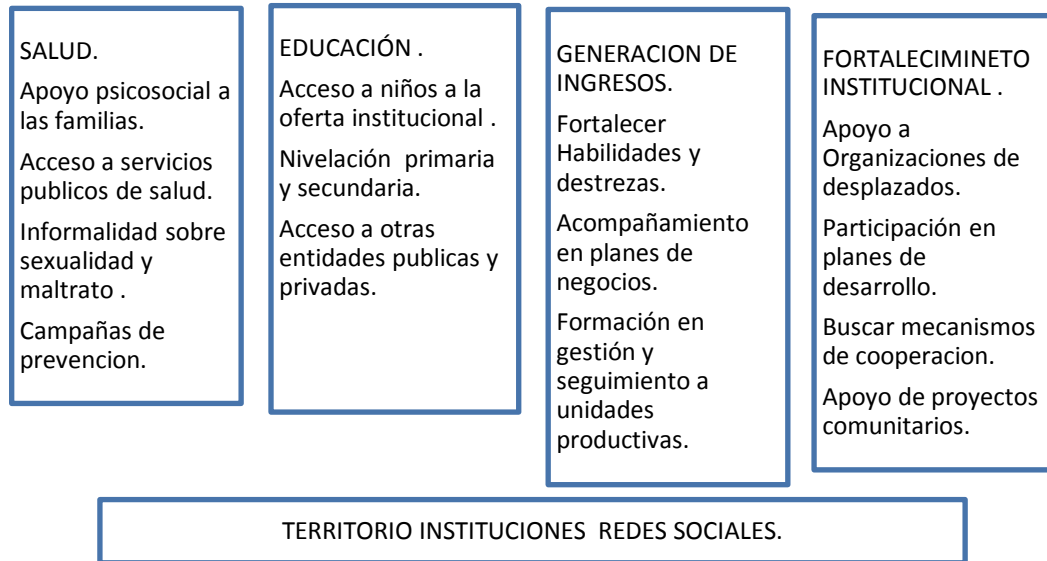 SALUD.
Apoyo psicosocial a
las familias.
Acceso a servicios
publicos de salud.
Informalidad sobre
sexualidad y
maltrato .
Campañas de
prevencion.
EDUCACIÓN .
Acceso a niños a la
oferta institucional .
Nivelación  primaria
y secundaria.
Acceso a otras
entidades publicas y
privadas.
GENERACION DE
INGRESOS.
Fortalecer
Habilidades y
destrezas.
Acompañamiento
en planes de
negocios.
Formación en
gestión y
seguimiento a
unidades
productivas.
FORTALECIMINETO
INSTITUCIONAL .
Apoyo a
Organizaciones de
desplazados.
Participación en
planes de
desarrollo.
Buscar mecanismos
de cooperacion.
Apoyo de proyectos
comunitarios.
TERRITORIO INSTITUCIONES  REDES SOCIALES.